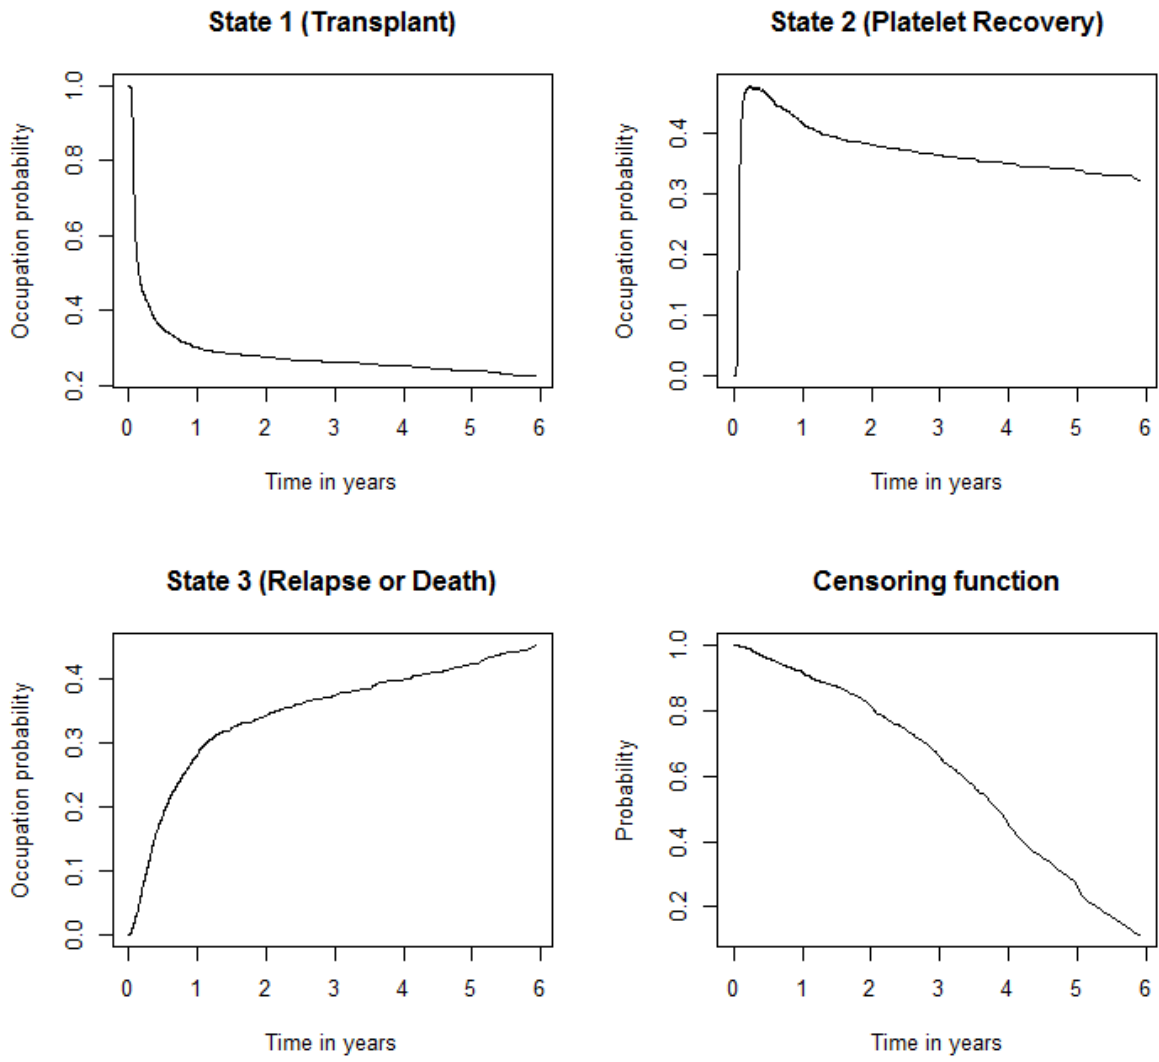 State 1 (Transplant)
Occupation probability
1.0
0.8
0.6
0.4
0.2
0 1 2 3 4 5 6
Time in years
State 2 (Platelet Recovery)
Occupation probability
0.4
0.3
0.2
0.1
0.0
0 1 2 3 4 5 6
Time in years
State 3 (Relapse or Death)
Occupation probability
0.4
0.3
0.2
0.1
0.0
0 1 2 3 4 5 6
Time in years
Censoring function
Probability
1.0
0.8
0.6
0.4
0.2
0 1 2 3 4 5 6
Time in years